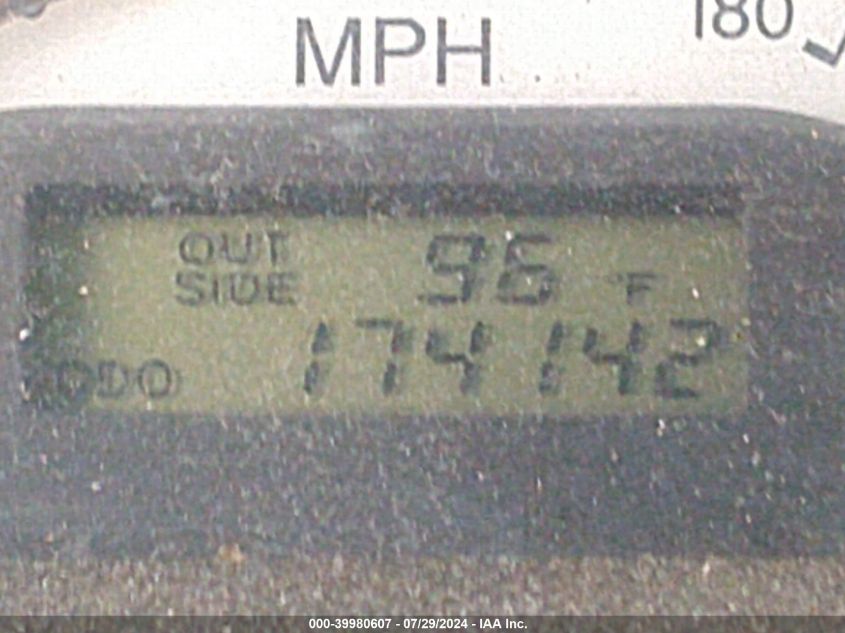 MPH
180
OUT SIDE 96 F
ODO 174142
000-39980607 - 07/29/2024 - IAA Inc.